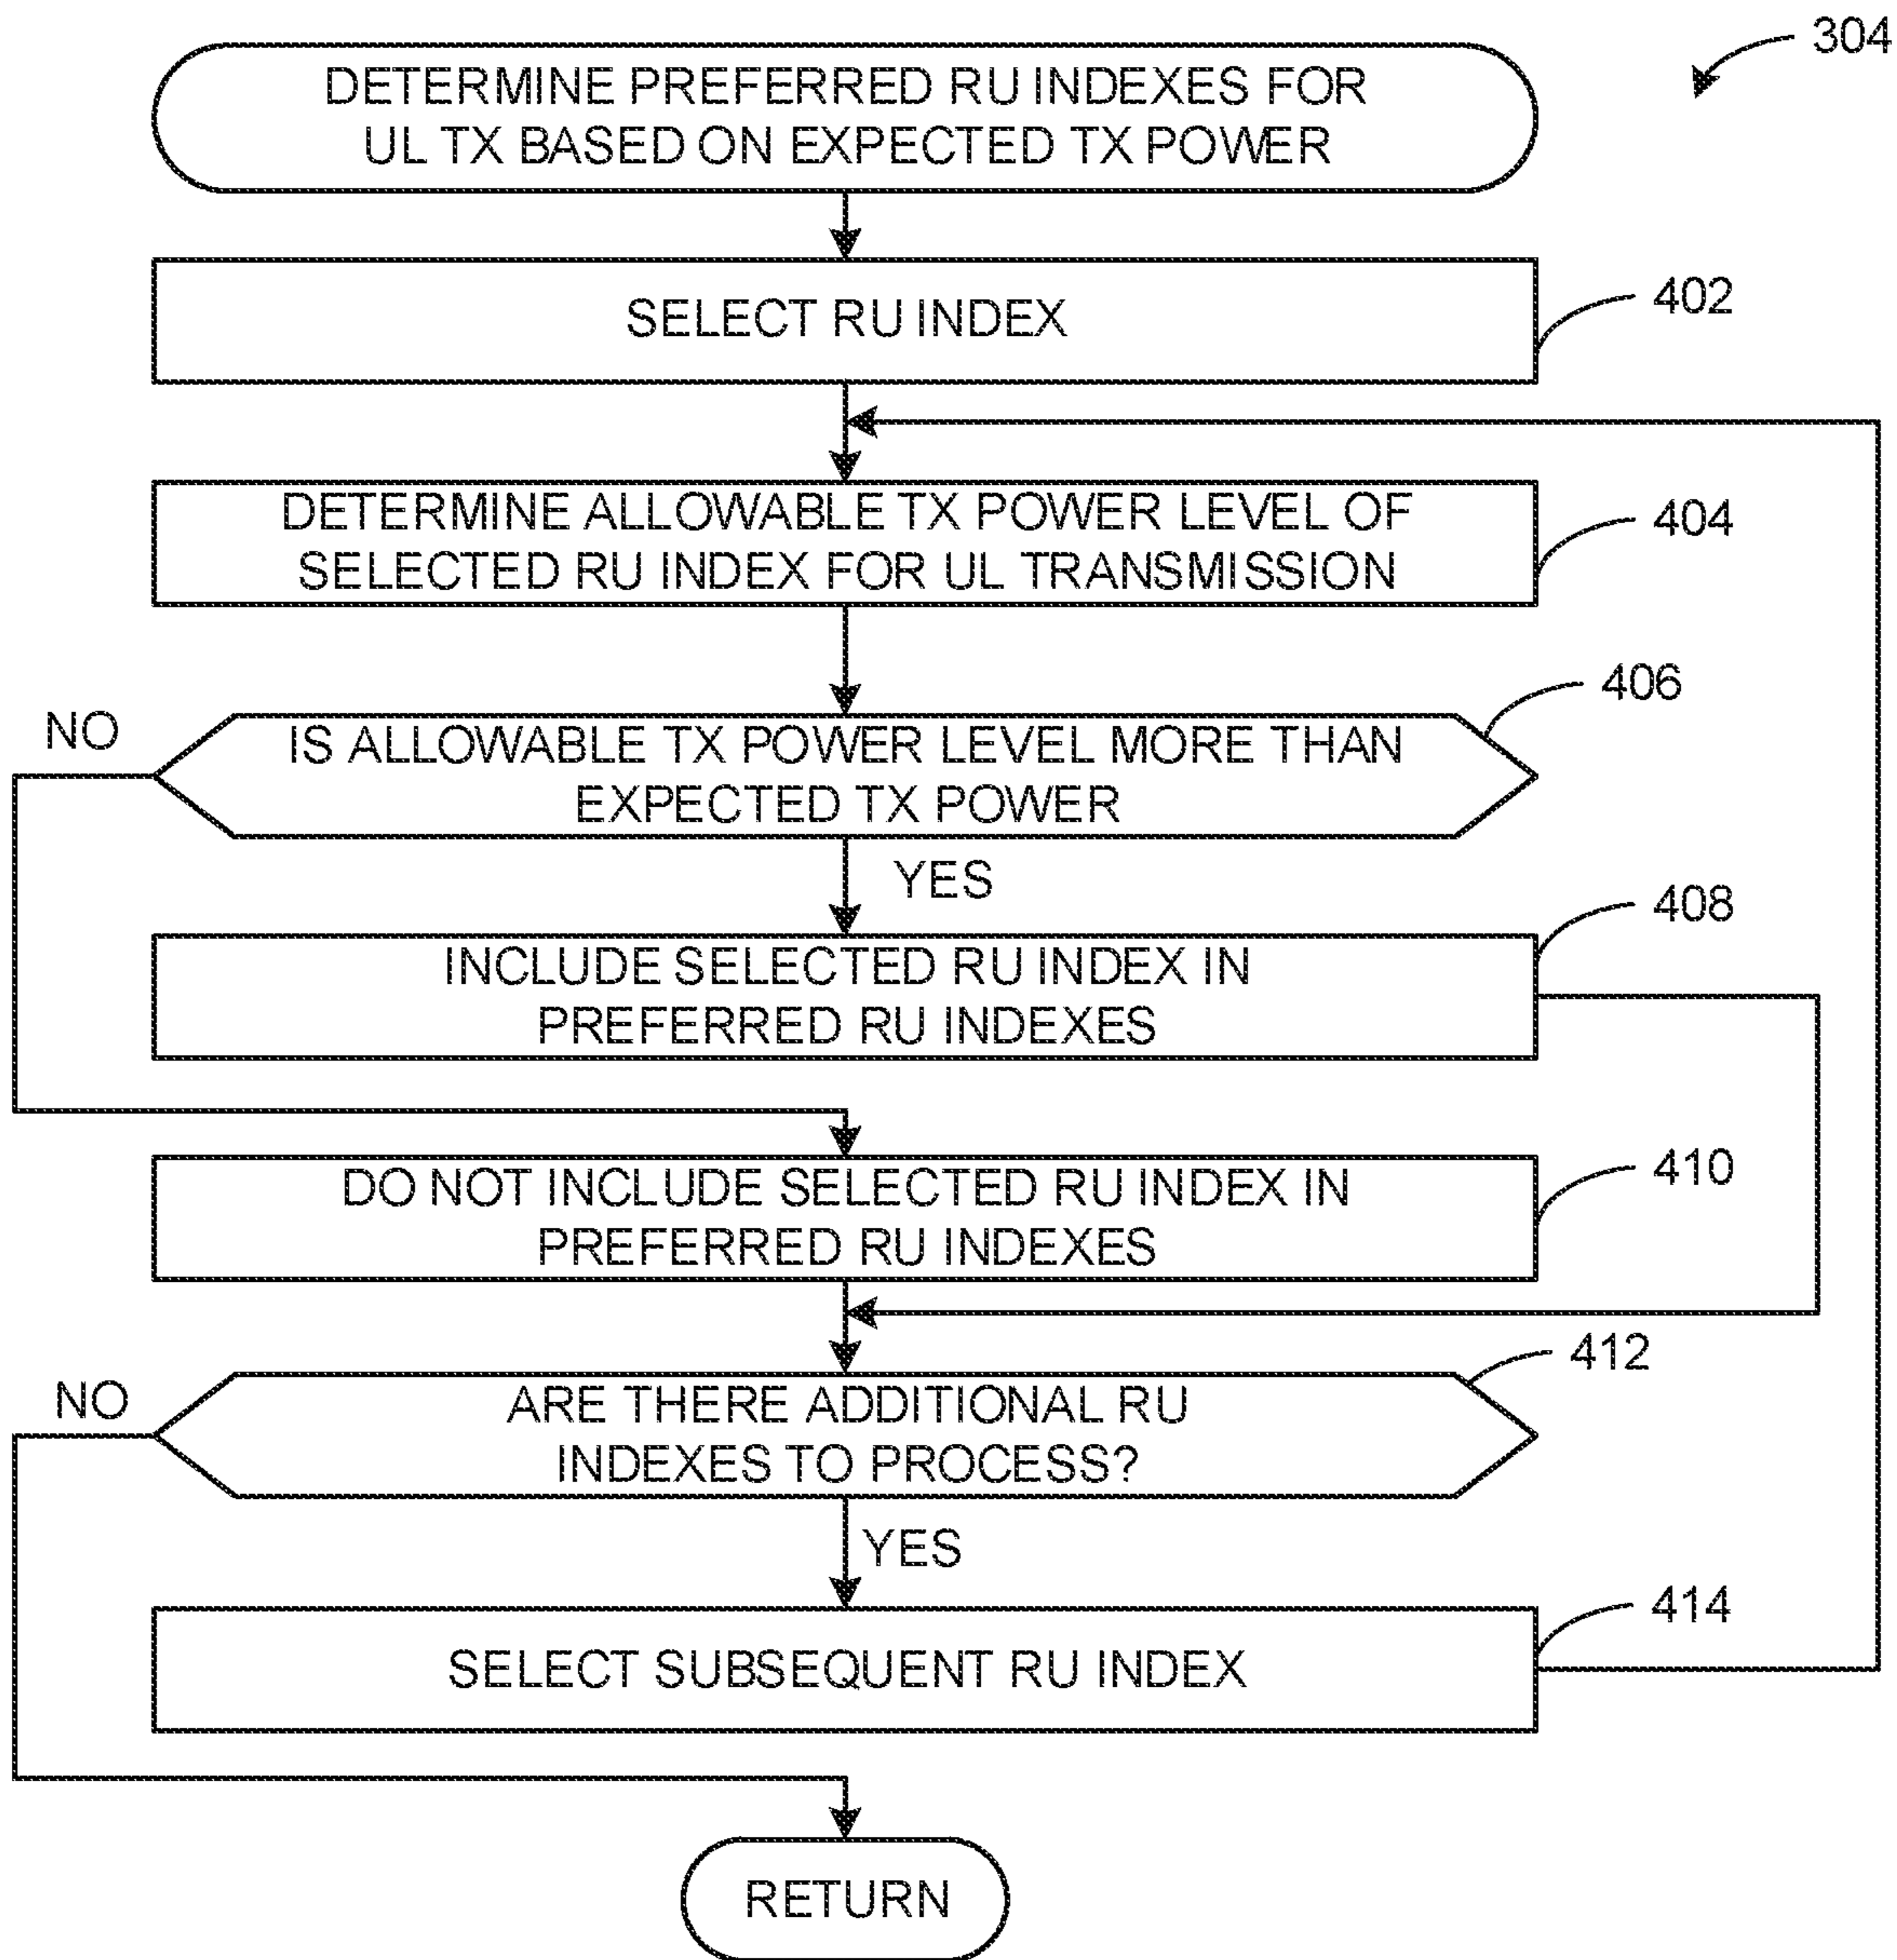 304
DETERMINE PREFERRED RU INDEXES FOR
UL TX BASED ON EXPECTED TX POWER
SELECT RU INDEX
402
DETERMINE ALLOWABLE TX POWER LEVEL OF
SELECTED RU INDEX FOR UL TRANSMISSION
404
406
NO
IS ALLOWABLE TX POWER LEVEL MORE THAN
EXPECTED TX POWER
YES
408
INCLUDE SELECTED RU INDEX IN
PREFERRED RU INDEXES
DO NOT INCLUDE SELECTED RU INDEX IN
PREFERRED RU INDEXES
410
412
NO
ARE THERE ADDITIONAL RU
INDEXES TO PROCESS?
YES
414
SELECT SUBSEQUENT RU INDEX
RETURN